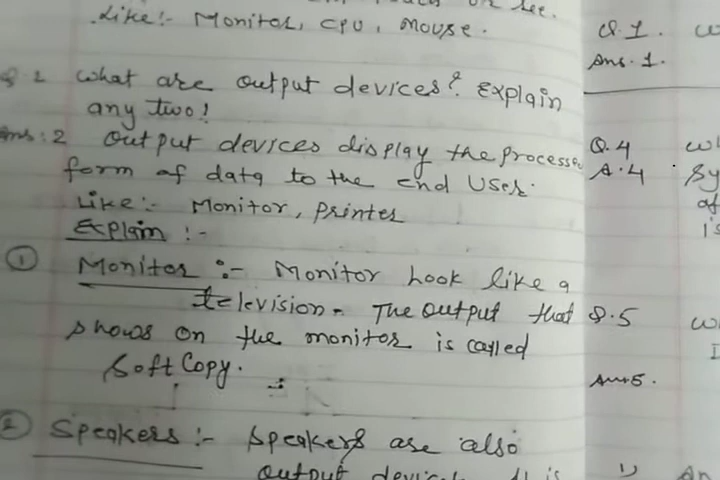 Like:- Monitor, CPU, Mouse.
Q.2 What are output devices? Explain
any two!
Ans:2 Output devices display the processe
form of data to the end User.
Like:- Monitor, Printer
Explain :-
① Monitor :- Monitor look like a
television. The output that
shows on the monitor is called
Soft Copy.
② Speakers :- Speakers are also
output
Q.1.
Ans. 1.
Q.4
A.4
Q.5
Ans5.